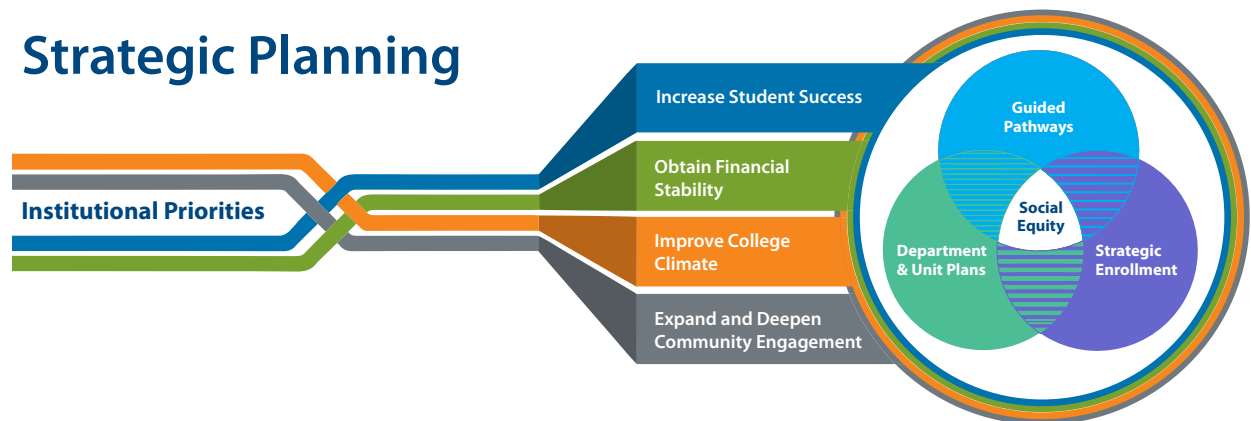 Strategic Planning
Institutional Priorities
Increase Student Success
Obtain Financial
Stability
Improve College
Climate
Expand and Deepen
Community Engagement
Guided
Pathways
Social
Equity
Department
& Unit Plans
Strategic
Enrollment